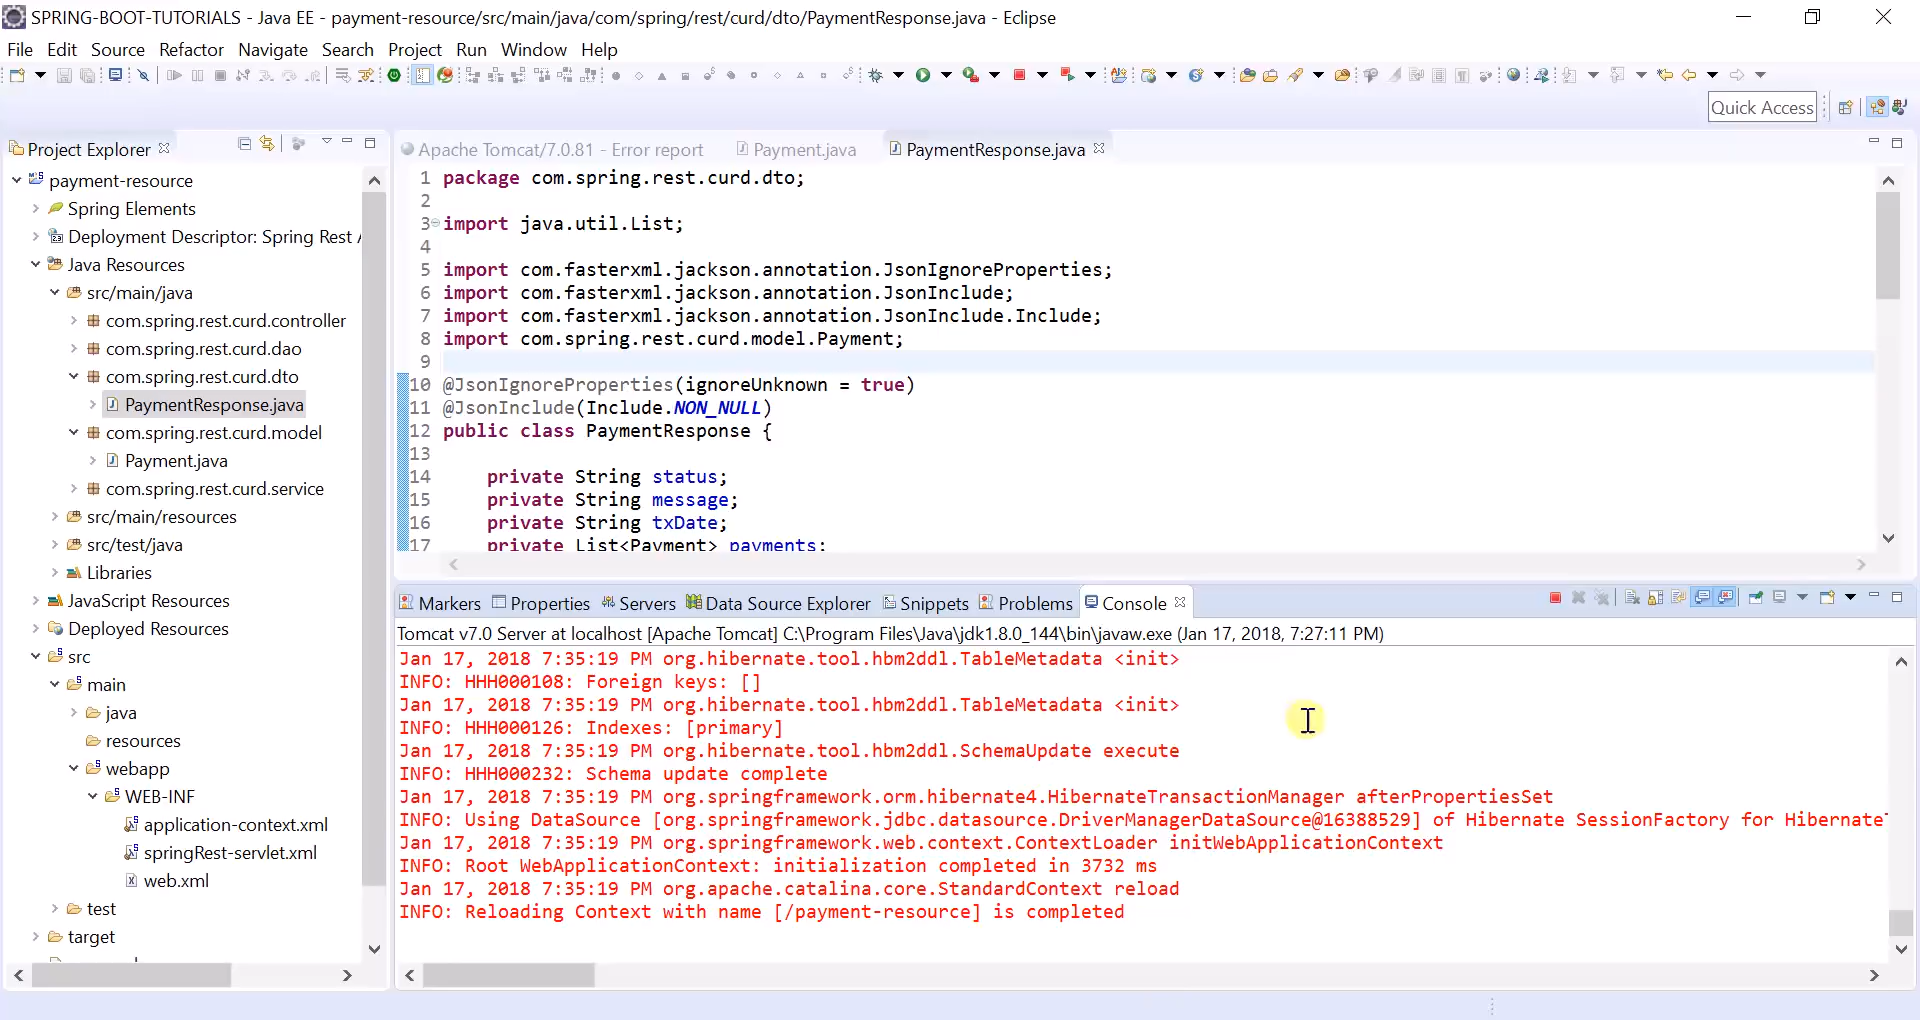 SPRING-BOOT-TUTORIALS - Java EE - payment-resource/src/main/java/com/spring/rest/curd/dto/PaymentResponse.java - Eclipse
File Edit Source Refactor Navigate Search Project Run Window Help
Quick Access
Project Explorer
payment-resource
Spring Elements
Deployment Descriptor: Spring Rest
Java Resources
src/main/java
com.spring.rest.curd.controller
com.spring.rest.curd.dao
com.spring.rest.curd.dto
PaymentResponse.java
com.spring.rest.curd.model
Payment.java
com.spring.rest.curd.service
src/main/resources
src/test/java
Libraries
JavaScript Resources
Deployed Resources
src
main
java
resources
webapp
WEB-INF
application-context.xml
springRest-servlet.xml
web.xml
test
target
Apache Tomcat/7.0.81 - Error report Payment.java PaymentResponse.java
1 package com.spring.rest.curd.dto;
2
3 import java.util.List;
4
5 import com.fasterxml.jackson.annotation.JsonIgnoreProperties;
6 import com.fasterxml.jackson.annotation.JsonInclude;
7 import com.fasterxml.jackson.annotation.JsonInclude.Include;
8 import com.spring.rest.curd.model.Payment;
9
10 @JsonIgnoreProperties(ignoreUnknown = true)
11 @JsonInclude(Include.NON_NULL)
12 public class PaymentResponse {
13
14 private String status;
15 private String message;
16 private String txDate;
17 private List<Payment> payments;
Markers Properties Servers Data Source Explorer Snippets Problems Console
Tomcat v7.0 Server at localhost [Apache Tomcat] C:\Program Files\Java\jdk1.8.0_144\bin\javaw.exe (Jan 17, 2018, 7:27:11 PM)
Jan 17, 2018 7:35:19 PM org.hibernate.tool.hbm2ddl.TableMetadata <init>
INFO: HHH000108: Foreign keys: []
Jan 17, 2018 7:35:19 PM org.hibernate.tool.hbm2ddl.TableMetadata <init>
INFO: HHH000126: Indexes: [primary]
Jan 17, 2018 7:35:19 PM org.hibernate.tool.hbm2ddl.SchemaUpdate execute
INFO: HHH000232: Schema update complete
Jan 17, 2018 7:35:19 PM org.springframework.orm.hibernate4.HibernateTransactionManager afterPropertiesSet
INFO: Using DataSource [org.springframework.jdbc.datasource.DriverManagerDataSource@16388529] of Hibernate SessionFactory for Hibernate
Jan 17, 2018 7:35:19 PM org.springframework.web.context.ContextLoader initWebApplicationContext
INFO: Root WebApplicationContext: initialization completed in 3732 ms
Jan 17, 2018 7:35:19 PM org.apache.catalina.core.StandardContext reload
INFO: Reloading Context with name [/payment-resource] is completed